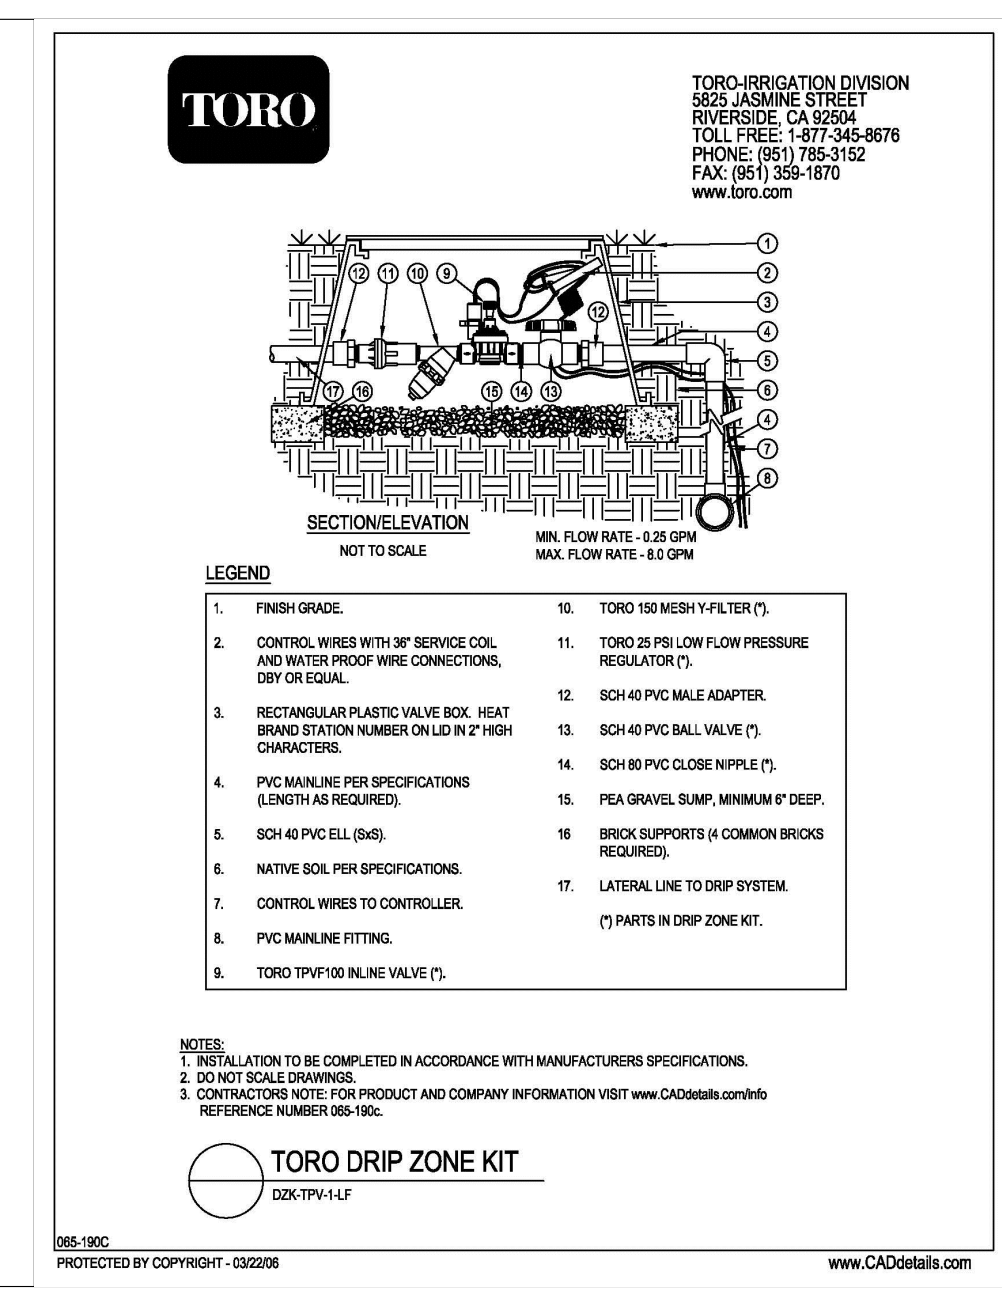 TORO
TORO-IRRIGATION DIVISION
5825 JASMINE STREET
RIVERSIDE, CA 92504
TOLL FREE: 1-877-345-8676
PHONE: (951) 785-3152
FAX: (951) 359-1870
www.toro.com
1
2
3
4
5
6
4
7
8
12
11
10
9
12
17
16
15
14
13
SECTION/ELEVATION
NOT TO SCALE
MIN. FLOW RATE - 0.25 GPM
MAX. FLOW RATE - 8.0 GPM
LEGEND
1. FINISH GRADE.
2. CONTROL WIRES WITH 36" SERVICE COIL
AND WATER PROOF WIRE CONNECTIONS,
DBY OR EQUAL.
3. RECTANGULAR PLASTIC VALVE BOX. HEAT
BRAND STATION NUMBER ON LID IN 2" HIGH
CHARACTERS.
4. PVC MAINLINE PER SPECIFICATIONS
(LENGTH AS REQUIRED).
5. SCH 40 PVC ELL (SxS).
6. NATIVE SOIL PER SPECIFICATIONS.
7. CONTROL WIRES TO CONTROLLER.
8. PVC MAINLINE FITTING.
9. TORO TPVF100 INLINE VALVE (*).
10. TORO 150 MESH Y-FILTER (*).
11. TORO 25 PSI LOW FLOW PRESSURE
REGULATOR (*).
12. SCH 40 PVC MALE ADAPTER.
13. SCH 40 PVC BALL VALVE (*).
14. SCH 80 PVC CLOSE NIPPLE (*).
15. PEA GRAVEL SUMP, MINIMUM 6" DEEP.
16 BRICK SUPPORTS (4 COMMON BRICKS
REQUIRED).
17. LATERAL LINE TO DRIP SYSTEM.
(*) PARTS IN DRIP ZONE KIT.
NOTES:
1. INSTALLATION TO BE COMPLETED IN ACCORDANCE WITH MANUFACTURERS SPECIFICATIONS.
2. DO NOT SCALE DRAWINGS.
3. CONTRACTORS NOTE: FOR PRODUCT AND COMPANY INFORMATION VISIT www.CADdetails.com/info
REFERENCE NUMBER 065-190c.
TORO DRIP ZONE KIT
DZK-TPV-1-LF
065-190C
PROTECTED BY COPYRIGHT - 03/22/06
www.CADdetails.com